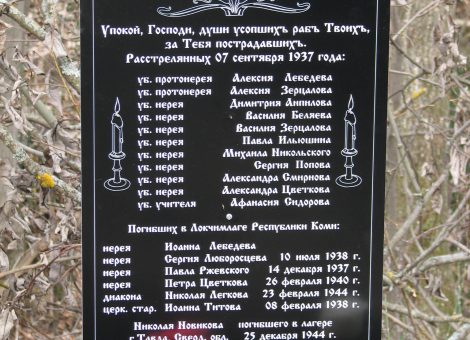 Упокой, Господи, души усопшихъ рабъ Твоихъ,
за Тебя пострадавшихъ.
Расстрелянных 07 сентября 1937 года:
уб. протоиерея Алексия Лебедева
уб. протоиерея Алексия Зерцалова
уб. иерея Димитрия Анпилова
уб. иерея Василия Беляева
уб. иерея Василия Зерцалова
уб. иерея Павла Ильюшина
уб. иерея Михаила Никольского
уб. иерея Сергия Попова
уб. иерея Александра Смирнова
уб. иерея Александра Цветкова
уб. учителя Афанасия Сидорова
Погибших в Локчимлаге Республики Коми:
иерея Иоанна Лебедева
иерея Сергия Люборосцева 10 июля 1938 г.
иерея Павла Ржевского 14 декабря 1937 г.
иерея Петра Цветкова 26 февраля 1940 г.
диакона Николая Легкова 23 февраля 1944 г.
церк. стар. Иоанна Титова 08 февраля 1938 г.
Николая Новикова погибшего в лагере
г. Тавда, Сверд. обл. 25 декабря 1944 г.